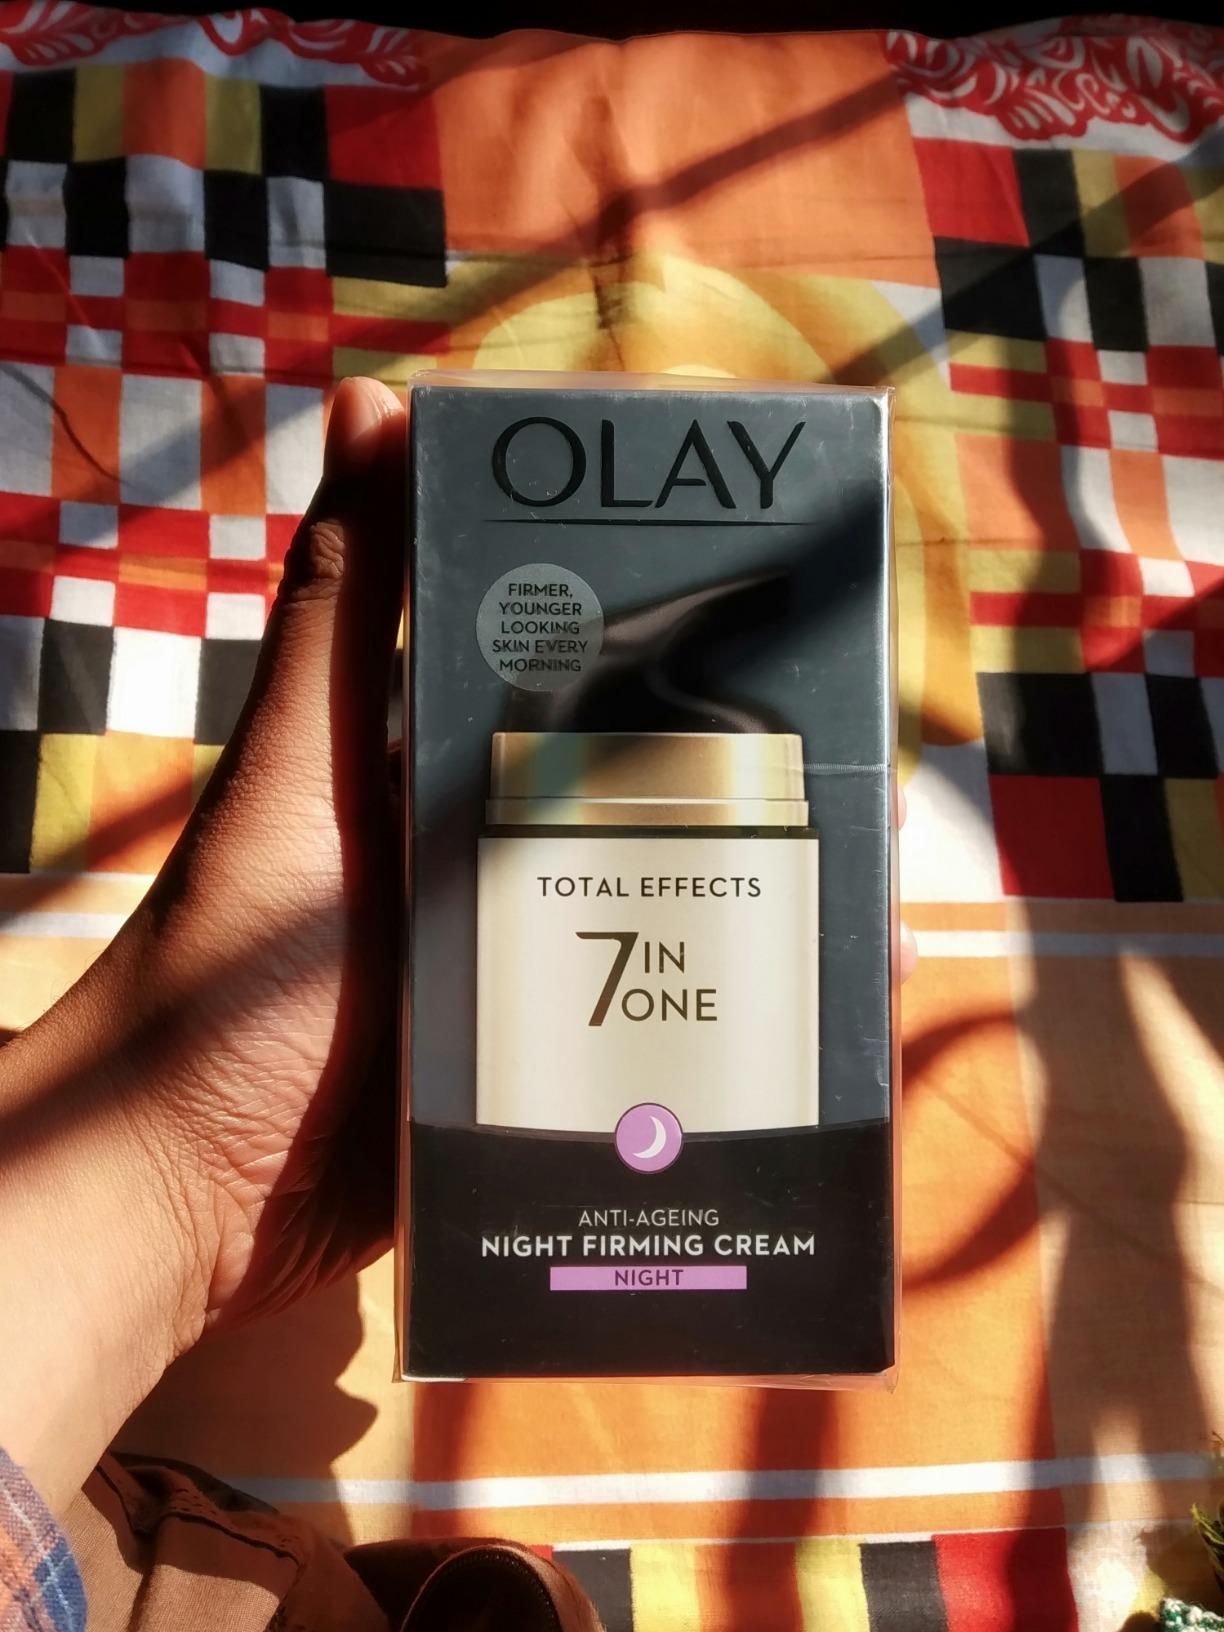 OLAY
FIRMER,
YOUNGER
LOOKING
SKIN EVERY
MORNING
TOTAL EFFECTS
7 IN
ONE
ANTI-AGEING
NIGHT FIRMING CREAM
NIGHT